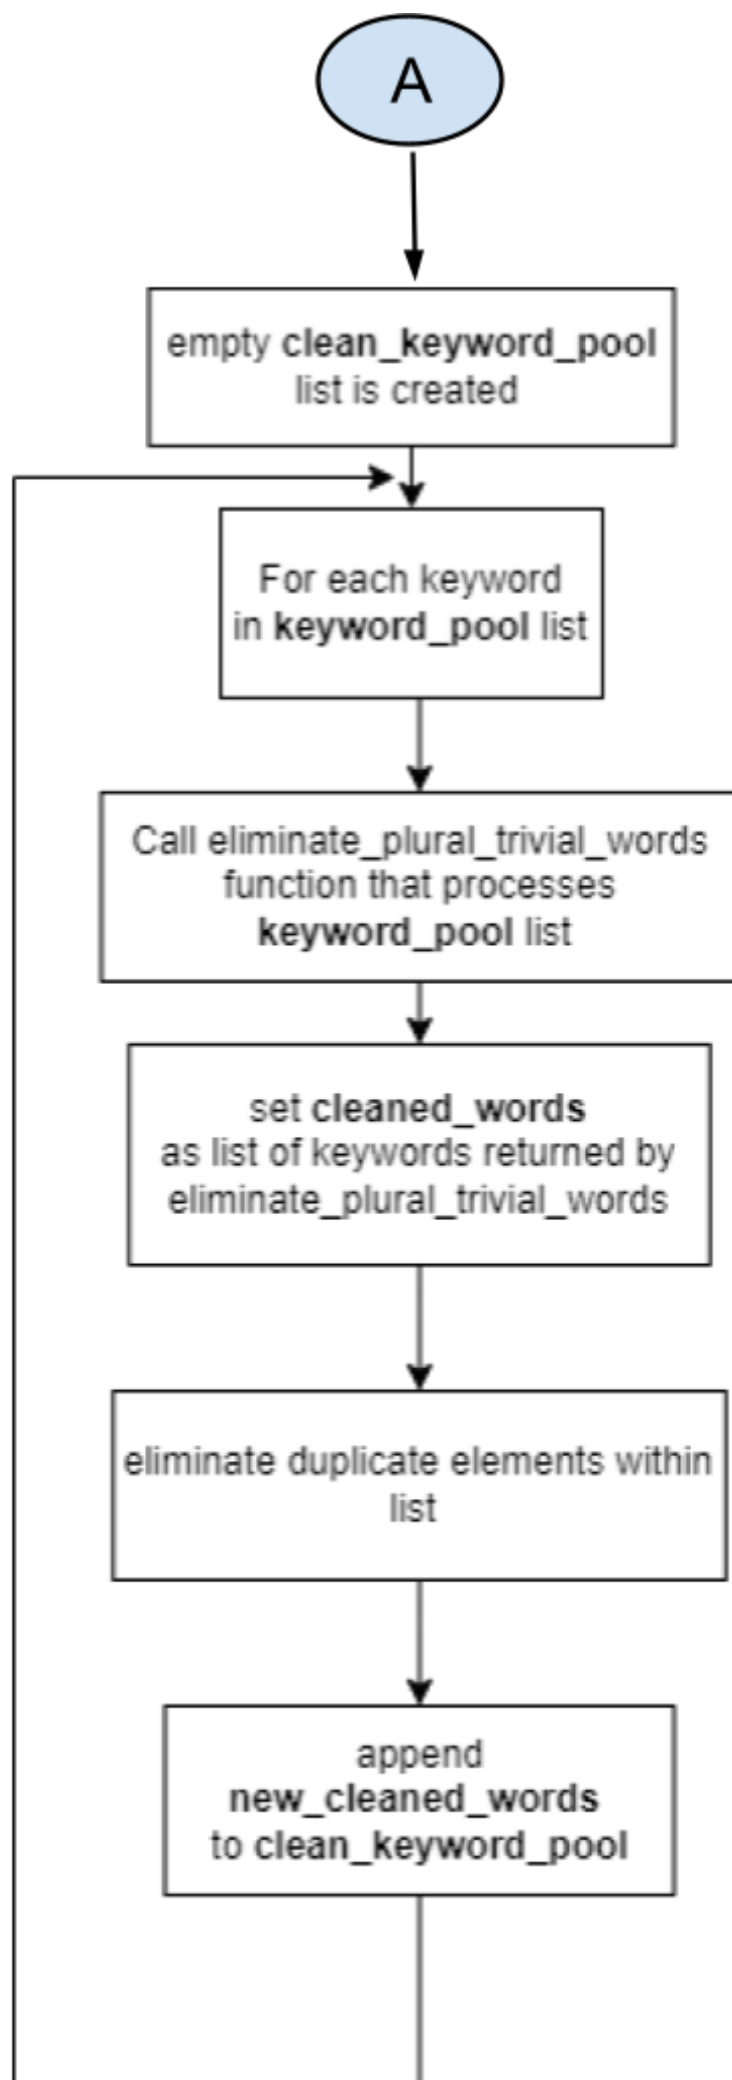 A
empty clean_keyword_pool
list is created
For each keyword
in keyword_pool list
Call eliminate_plural_trivial_words
function that processes
keyword_pool list
set cleaned_words
as list of keywords returned by
eliminate_plural_trivial_words
eliminate duplicate elements within
list
append
new_cleaned_words
to clean_keyword_pool